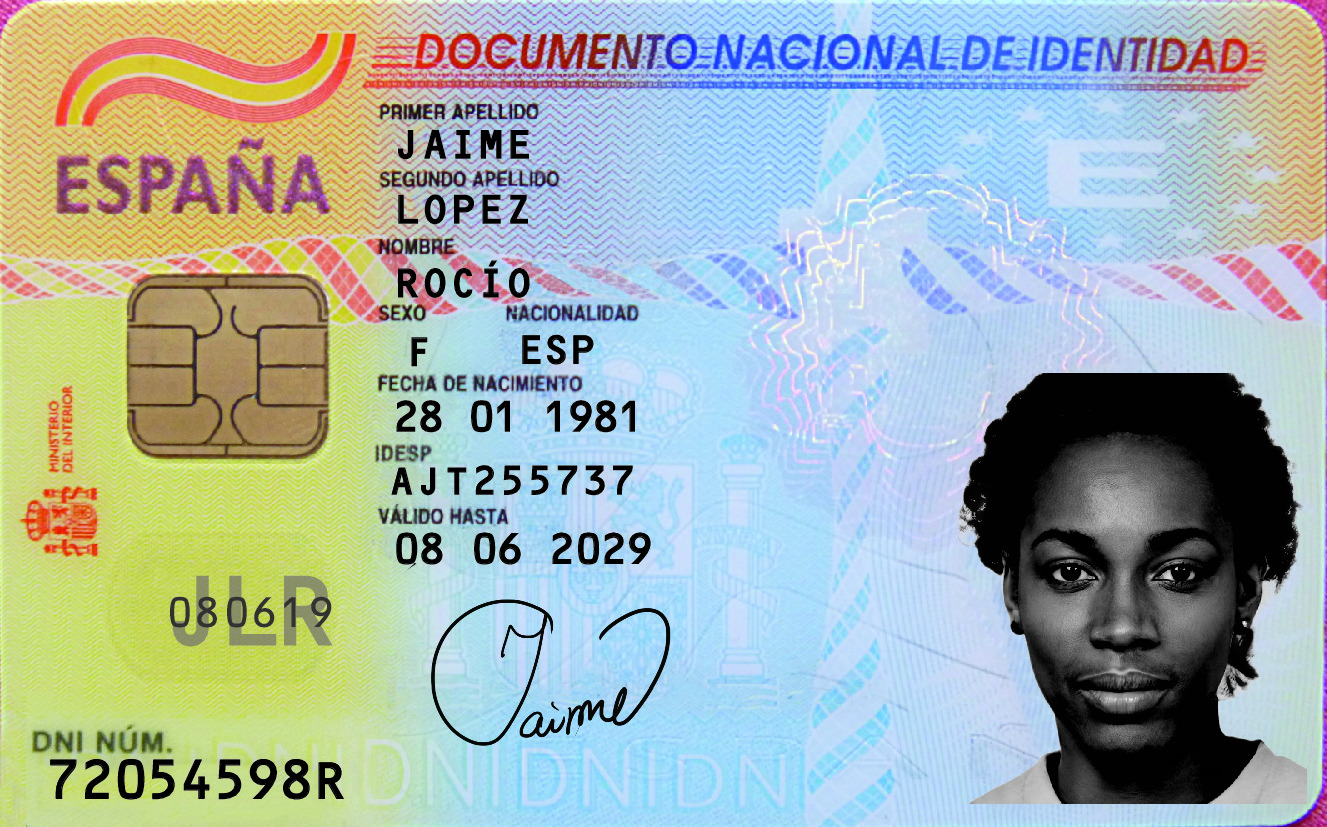 DOCUMENTO NACIONAL DE IDENTIDAD
ESPAÑA
PRIMER APELLIDO
JAIME
SEGUNDO APELLIDO
LOPEZ
NOMBRE
ROCÍO
SEXO NACIONALIDAD
F ESP
FECHA DE NACIMIENTO
28 01 1981
IDESP
AJT255737
VÁLIDO HASTA
08 06 2029
MINISTERIO
DEL INTERIOR
E
JLR
080619
Jaime
DNI NÚM.
72054598R
DNIDNIDNIDNI